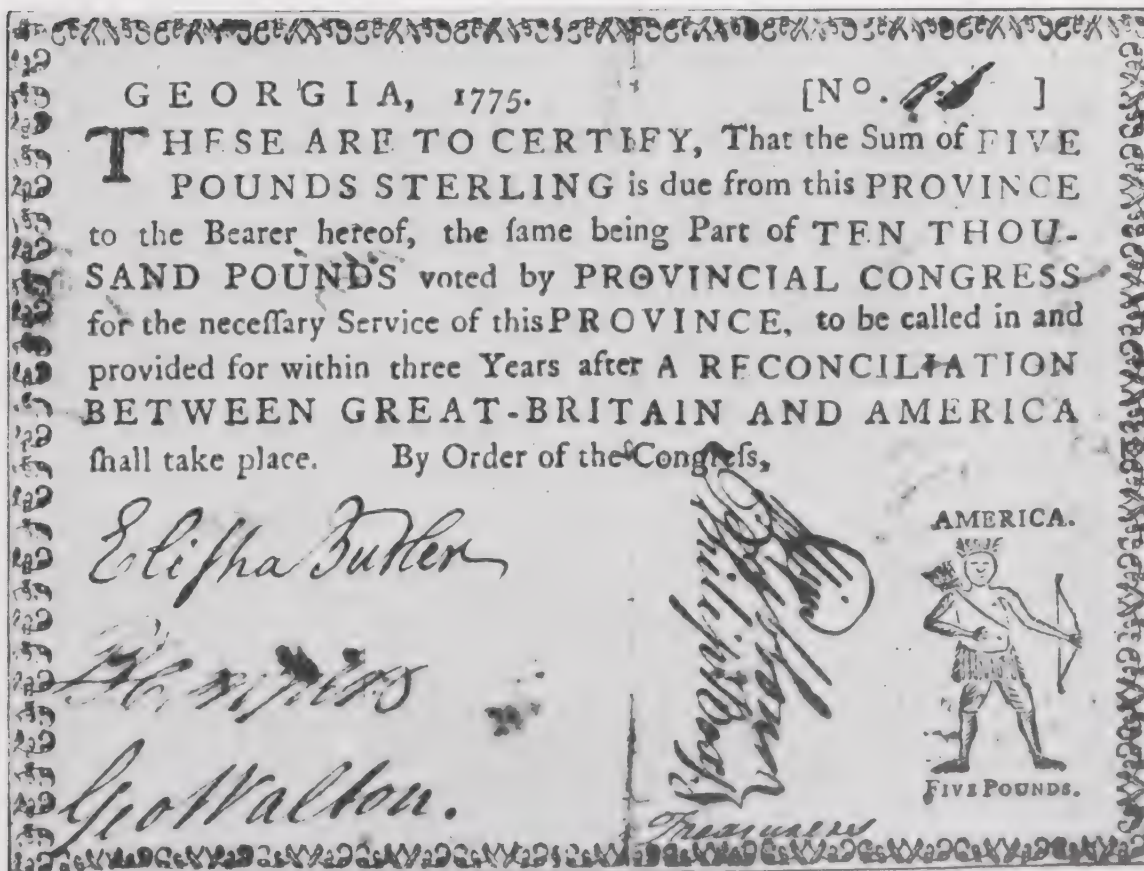 GEORGIA, 1775. [No. ]
THESE ARE TO CERTIFY, That the Sum of FIVE
POUNDS STERLING is due from this PROVINCE
to the Bearer hereof, the ſame being Part of TEN THOU-
SAND POUNDS voted by PROVINCIAL CONGRESS
for the neceſſary Service of this PROVINCE, to be called in and
provided for within three Years after A RECONCILIATION
BETWEEN GREAT-BRITAIN AND AMERICA
ſhall take place. By Order of the Congreſs,
Eliſha Butler
Geo Walton.
Treasurers
AMERICA.
FIVE POUNDS.